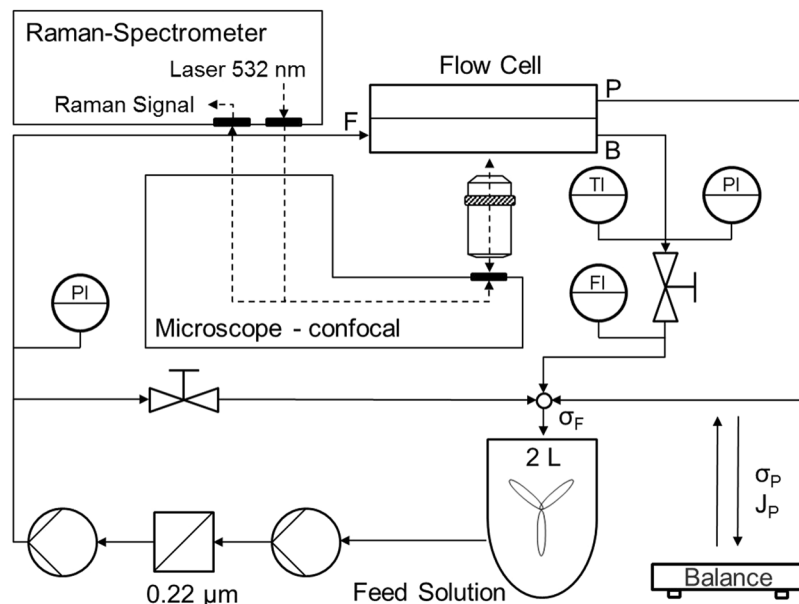 Raman-Spectrometer
Laser 532 nm
Raman Signal
Flow Cell
F
P
B
TI
PI
PI
FI
Microscope - confocal
σF
2 L
σP
JP
Balance
0.22 µm
Feed Solution